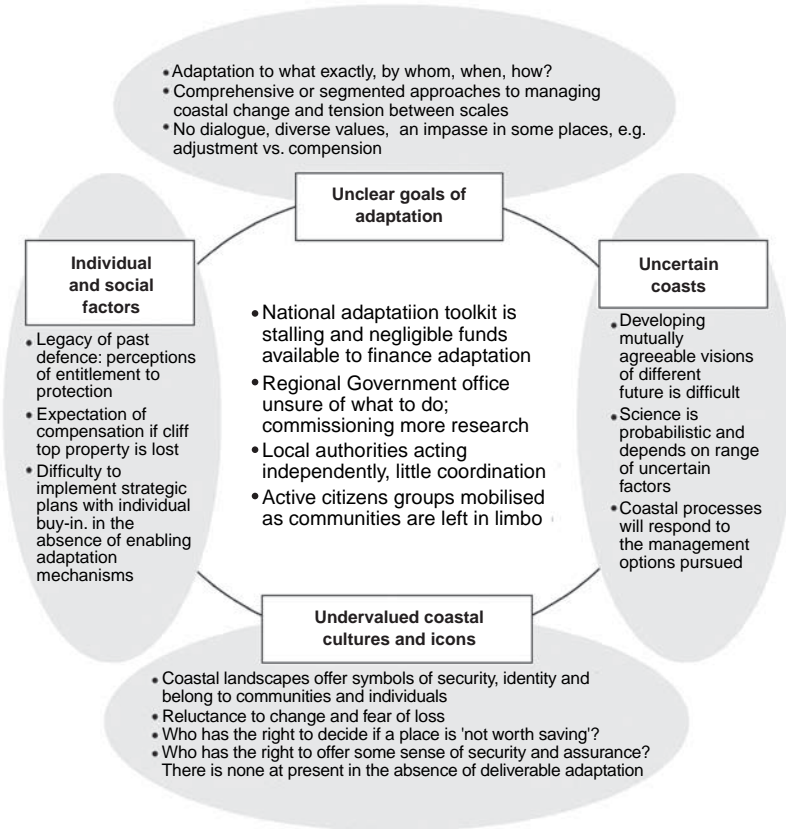 • Adaptation to what exactly, by whom, when, how?
• Comprehensive or segmented approaches to managing
coastal change and tension between scales
• No dialogue, diverse values, an impasse in some places, e.g.
adjustment vs. compension
Unclear goals of
adaptation
Individual
and social
factors
• Legacy of past
defence: perceptions
of entitlement to
protection
• Expectation of
compensation if cliff
top property is lost
• Difficulty to
implement strategic
plans with individual
buy-in. in the
absence of enabling
adaptation
mechanisms
• National adaptatiion toolkit is
stalling and negligible funds
available to finance adaptation
• Regional Government office
unsure of what to do;
commissioning more research
• Local authorities acting
independently, little coordination
• Active citizens groups mobilised
as communities are left in limbo
Uncertain
coasts
• Developing
mutually
agreeable visions
of different
future is difficult
• Science is
probabilistic and
depends on range
of uncertain
factors
• Coastal processes
will respond to
the management
options pursued
Undervalued coastal
cultures and icons
• Coastal landscapes offer symbols of security, identity and
belong to communities and individuals
• Reluctance to change and fear of loss
• Who has the right to decide if a place is 'not worth saving'?
• Who has the right to offer some sense of security and assurance?
There is none at present in the absence of deliverable adaptation